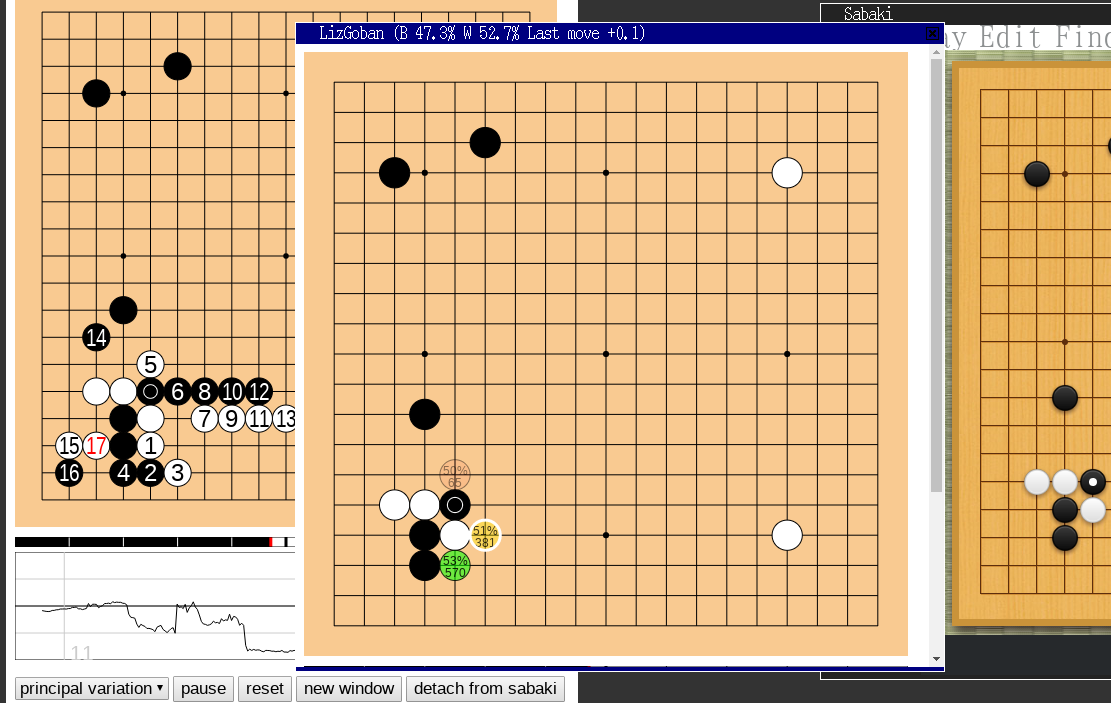 Sabaki
LizGoban (B 47.3% W 52.7% Last move +0.1)
ay Edit Find
14
5
6 8 10 12
7 9 11 13
15 17 1
16 4 2 3
50%
65
51%
381
53%
570
11
principal variation pause reset new window detach from sabaki